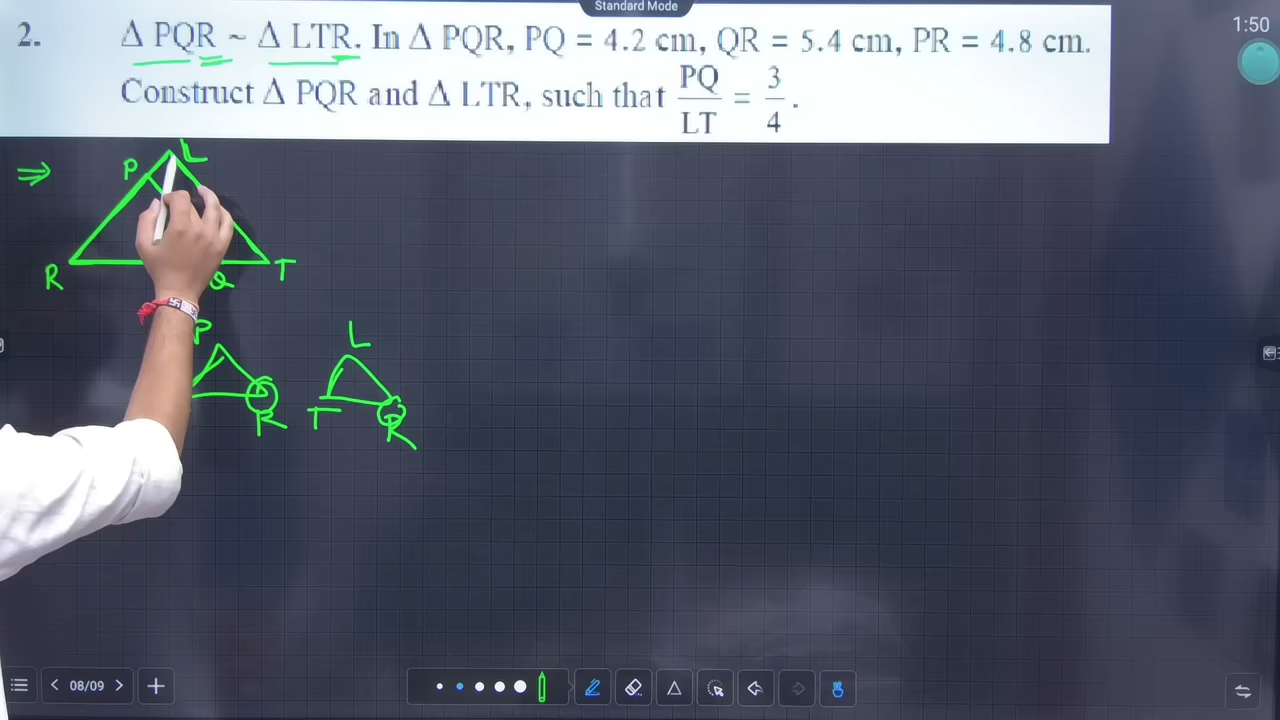 Standard Mode
1:50
2. Δ PQR ~ Δ LTR. In Δ PQR, PQ = 4.2 cm, QR = 5.4 cm, PR = 4.8 cm.
Construct Δ PQR and Δ LTR, such that PQ/LT = 3/4.
⇒ P L
R Q T
P L
R T R
08/09